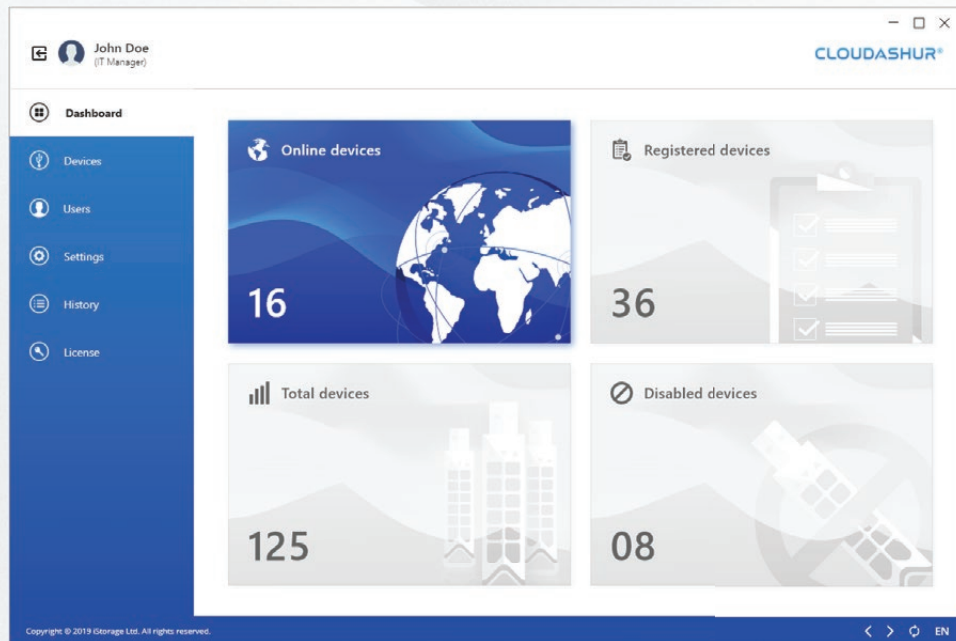 John Doe
(IT Manager)
CLOUDASHUR®
Dashboard
Devices
Users
Settings
History
License
Online devices
16
Registered devices
36
Total devices
125
Disabled devices
08
Copyright © 2019 iStorage Ltd. All rights reserved.
EN